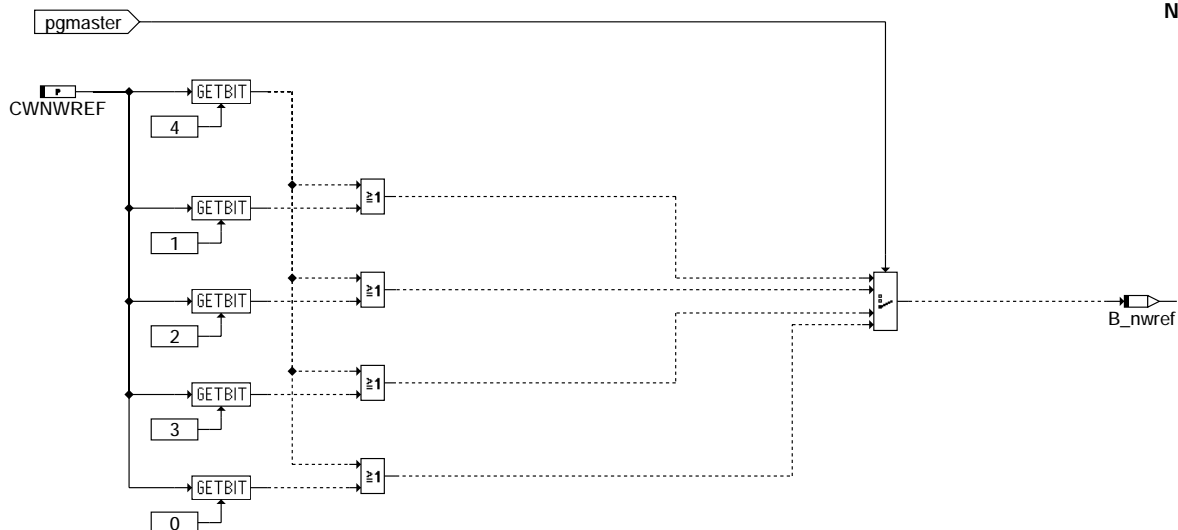 N
pgmaster
P
CWNWREF
GETBIT
4
≥1
GETBIT
1
≥1
GETBIT
2
B_nwref
≥1
GETBIT
3
≥1
GETBIT
0